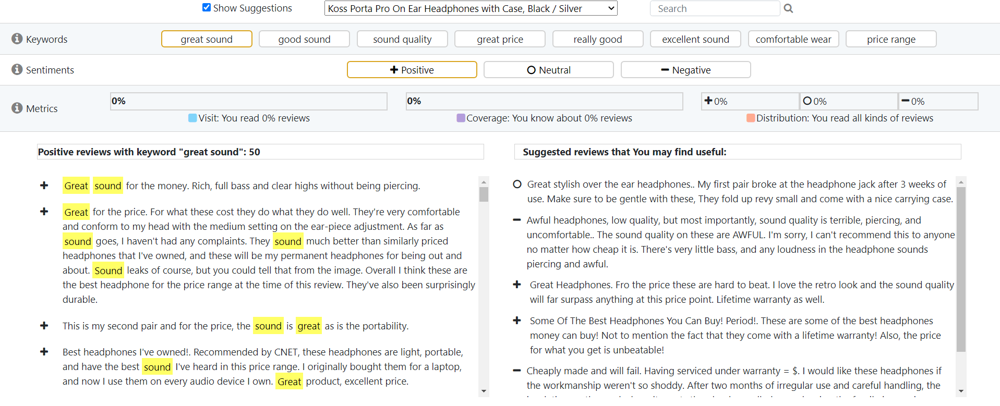 Show Suggestions
Koss Porta Pro On Ear Headphones with Case, Black / Silver
Search
Keywords
great sound
good sound
sound quality
great price
really good
excellent sound
comfortable wear
price range
Sentiments
Positive
Neutral
Negative
Metrics
0%
Visit: You read 0% reviews
0%
Coverage: You know about 0% reviews
0%
0%
0%
Distribution: You read all kinds of reviews
Positive reviews with keyword "great sound": 50
Great sound for the money. Rich, full bass and clear highs without being piercing.
Great for the price. For what these cost they do what they do well. They're very comfortable
and conform to my head with the medium setting on the ear-piece adjustment. As far as
sound goes, I haven't had any complaints. They sound much better than similarly priced
headphones that I've owned, and these will be my permanent headphones for being out and
about. Sound leaks of course, but you could tell that from the image. Overall I think these are
the best headphone for the price range at the time of this review. They've also been surprisingly
durable.
This is my second pair and for the price, the sound is great as is the portability.
Best headphones I've owned!. Recommended by CNET, these headphones are light, portable,
and have the best sound I've heard in this price range. I originally bought them for a laptop,
and now I use them on every audio device I own. Great product, excellent price.
Suggested reviews that You may find useful:
Great stylish over the ear headphones.. My first pair broke at the headphone jack after 3 weeks of
use. Make sure to be gentle with these, They fold up revy small and come with a nice carrying case.
Awful headphones, low quality, but most importantly, sound quality is terrible, piercing, and
uncomfortable.. The sound quality on these are AWFUL. I'm sorry, I can't recommend this to anyone
no matter how cheap it is. There's very little bass, and any loudness in the headphone sounds
piercing and awful.
Great Headphones. Fro the price these are hard to beat. I love the retro look and the sound quality
will far surpass anything at this price point. Lifetime warranty as well.
Some Of The Best Headphones You Can Buy! Period!. These are some of the best headphones
money can buy! Not to mention the fact that they come with a lifetime warranty! Also, the price
for what you get is unbeatable!
Cheaply made and will fail. Having serviced under warranty = $. I would like these headphones if
the workmanship weren't so shoddy. After two months of irregular use and careful handling, the